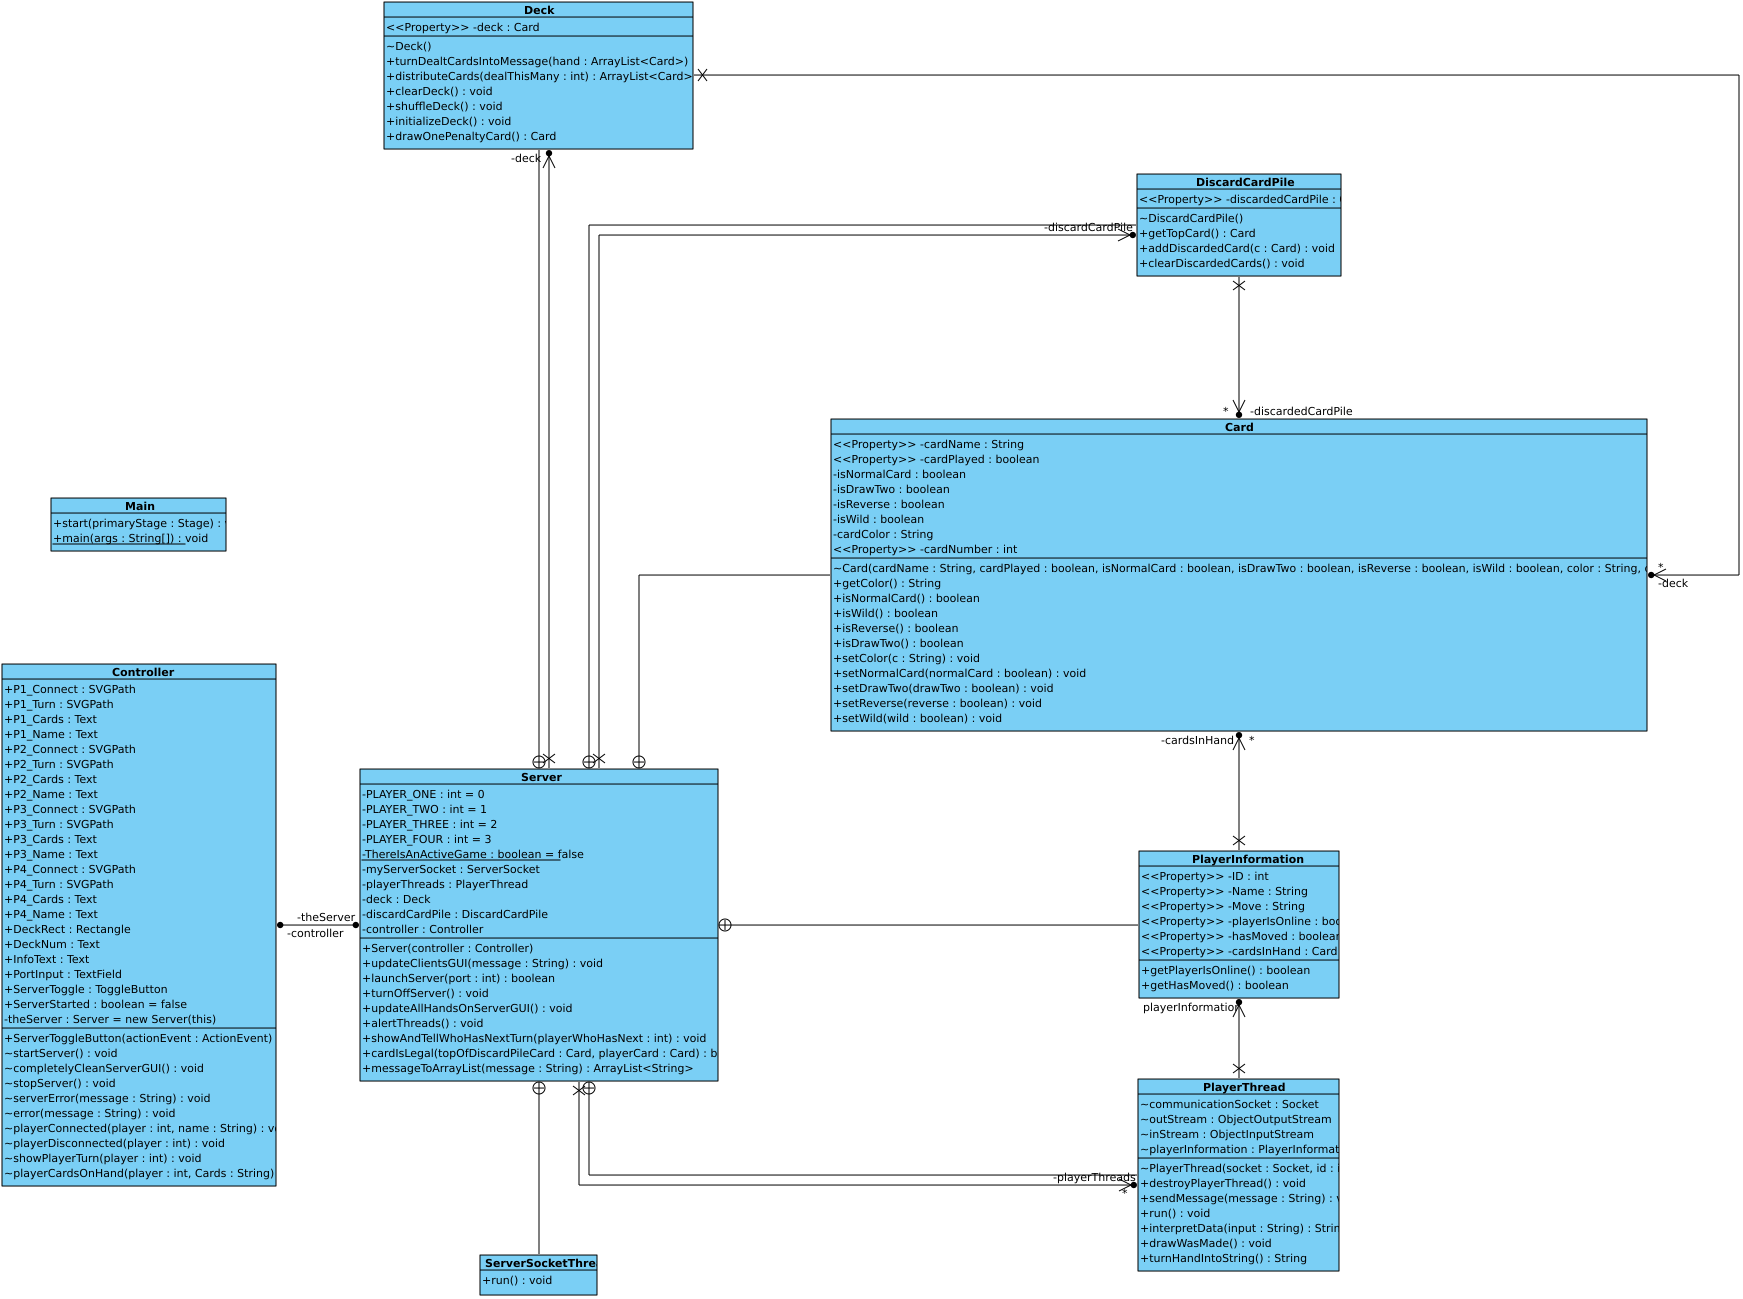 Deck
<<Property>> -deck : Card
~Deck()
+turnDealtCardsIntoMessage(hand : ArrayList<Card>)
+distributeCards(dealThisMany : int) : ArrayList<Card>
+clearDeck() : void
+shuffleDeck() : void
+initializeDeck() : void
+drawOnePenaltyCard() : Card
-deck
DiscardCardPile
<<Property>> -discardedCardPile :
~DiscardCardPile()
+getTopCard() : Card
+addDiscardedCard(c : Card) : void
+clearDiscardedCards() : void
-discardCardPile
* -discardedCardPile
Card
<<Property>> -cardName : String
<<Property>> -cardPlayed : boolean
-isNormalCard : boolean
-isDrawTwo : boolean
-isReverse : boolean
-isWild : boolean
-cardColor : String
<<Property>> -cardNumber : int
~Card(cardName : String, cardPlayed : boolean, isNormalCard : boolean, isDrawTwo : boolean, isReverse : boolean, isWild : boolean, color : String,
+getColor() : String
+isNormalCard() : boolean
+isWild() : boolean
+isReverse() : boolean
+isDrawTwo() : boolean
+setColor(c : String) : void
+setNormalCard(normalCard : boolean) : void
+setDrawTwo(drawTwo : boolean) : void
+setReverse(reverse : boolean) : void
+setWild(wild : boolean) : void
*
-deck
-cardsInHand *
Main
+start(primaryStage : Stage) :
+main(args : String[]) : void
Controller
+P1_Connect : SVGPath
+P1_Turn : SVGPath
+P1_Cards : Text
+P1_Name : Text
+P2_Connect : SVGPath
+P2_Turn : SVGPath
+P2_Cards : Text
+P2_Name : Text
+P3_Connect : SVGPath
+P3_Turn : SVGPath
+P3_Cards : Text
+P3_Name : Text
+P4_Connect : SVGPath
+P4_Turn : SVGPath
+P4_Cards : Text
+P4_Name : Text
+DeckRect : Rectangle
+DeckNum : Text
+InfoText : Text
+PortInput : TextField
+ServerToggle : ToggleButton
+ServerStarted : boolean = false
-theServer : Server = new Server(this)
+ServerToggleButton(actionEvent : ActionEvent)
~startServer() : void
~completelyCleanServerGUI() : void
~stopServer() : void
~serverError(message : String) : void
~error(message : String) : void
~playerConnected(player : int, name : String) : v
~playerDisconnected(player : int) : void
~showPlayerTurn(player : int) : void
~playerCardsOnHand(player : int, Cards : String)
-theServer
-controller
Server
-PLAYER_ONE : int = 0
-PLAYER_TWO : int = 1
-PLAYER_THREE : int = 2
-PLAYER_FOUR : int = 3
-ThereIsAnActiveGame : boolean = false
-myServerSocket : ServerSocket
-playerThreads : PlayerThread
-deck : Deck
-discardCardPile : DiscardCardPile
-controller : Controller
+Server(controller : Controller)
+updateClientsGUI(message : String) : void
+launchServer(port : int) : boolean
+turnOffServer() : void
+updateAllHandsOnServerGUI() : void
+alertThreads() : void
+showAndTellWhoHasNextTurn(playerWhoHasNext : int) : void
+cardIsLegal(topOfDiscardPileCard : Card, playerCard : Card) : b
+messageToArrayList(message : String) : ArrayList<String>
PlayerInformation
<<Property>> -ID : int
<<Property>> -Name : String
<<Property>> -Move : String
<<Property>> -playerIsOnline : boo
<<Property>> -hasMoved : boolean
<<Property>> -cardsInHand : Card
+getPlayerIsOnline() : boolean
+getHasMoved() : boolean
playerInformation
PlayerThread
~communicationSocket : Socket
~outStream : ObjectOutputStream
~inStream : ObjectInputStream
~playerInformation : PlayerInformat
~PlayerThread(socket : Socket, id : i
+destroyPlayerThread() : void
+sendMessage(message : String) :
+run() : void
+interpretData(input : String) : Strin
+drawWasMade() : void
+turnHandIntoString() : String
-playerThreads
*
ServerSocketThre
+run() : void